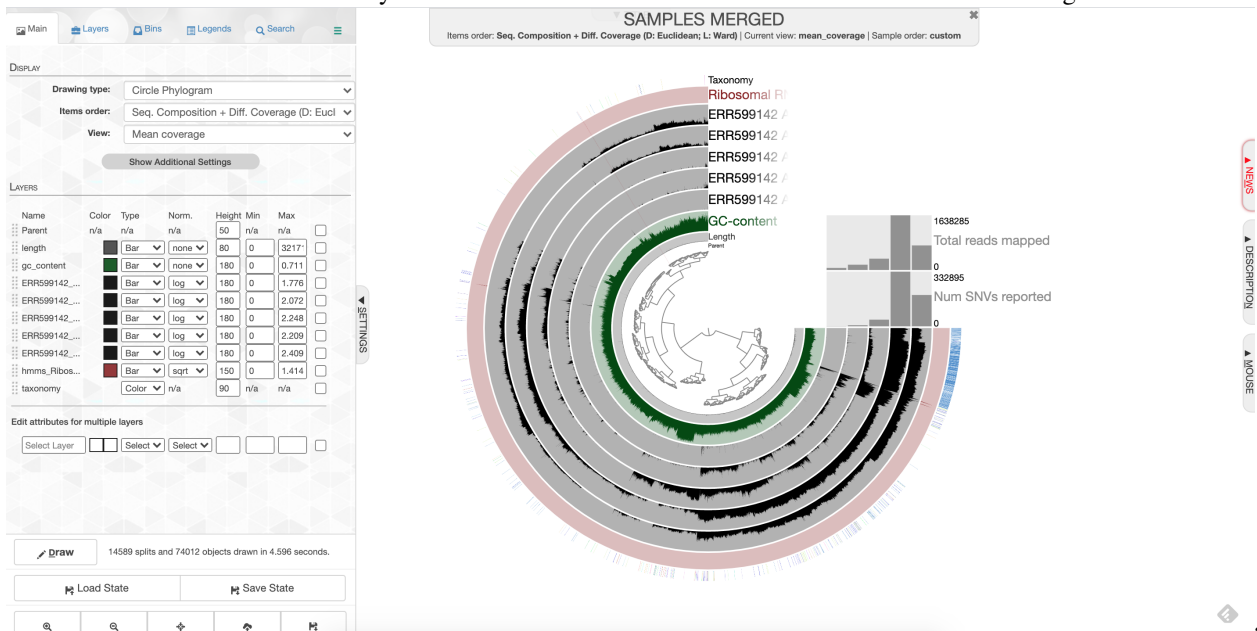 SAMPLES MERGED
Items order: Seq. Composition + Diff. Coverage (D: Euclidean; L: Ward) | Current view: mean_coverage | Sample order: custom
Main Layers Bins Legends Search
DISPLAY
Drawing type: Circle Phylogram
Items order: Seq. Composition + Diff. Coverage (D: Eucl
View: Mean coverage
Show Additional Settings
LAYERS
Name Color Type Norm. Height Min Max
Parent n/a n/a n/a 50 n/a n/a
length Bar none 80 0 3217
gc_content Bar none 180 0 0.711
ERR599142_... Bar log 180 0 1.776
ERR599142_... Bar log 180 0 2.072
ERR599142_... Bar log 180 0 2.248
ERR599142_... Bar log 180 0 2.209
ERR599142_... Bar log 180 0 2.409
hmms_Ribos... Bar sqrt 150 0 1.414
taxonomy Color n/a 90 n/a n/a
Edit attributes for multiple layers
Select Layer Select Select
Draw 14589 splits and 74012 objects drawn in 4.596 seconds.
Load State Save State
SETTINGS
Taxonomy
Ribosomal RN
ERR599142
ERR599142
ERR599142
ERR599142
ERR599142
GC-content
Length
Parent
1638285
Total reads mapped
0
332895
Num SNVs reported
0
NEWS
DESCRIPTION
MOUSE